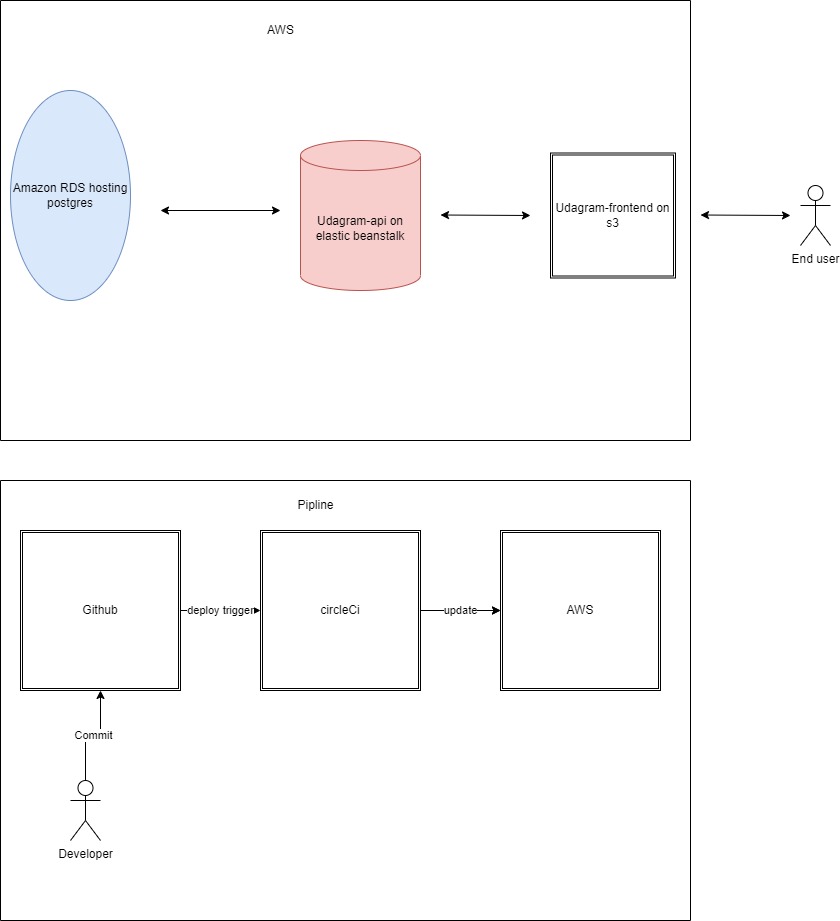 AWS
Amazon RDS hosting
postgres
Udagram-api on
elastic beanstalk
Udagram-frontend on
s3
End user
Pipline
Github
deploy trigger
circleCi
update
AWS
Commit
Developer